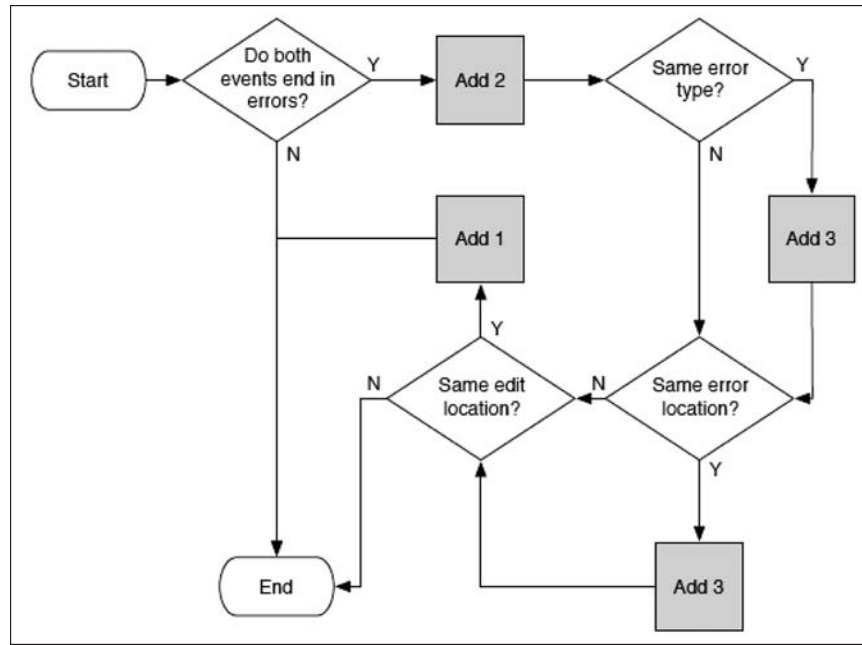 Start
Do both
events end in
errors?
Y
Add 2
Same error
type?
Y
N
N
Add 1
Add 3
Y
N
Same edit
location?
N
Same error
location?
Y
End
Add 3